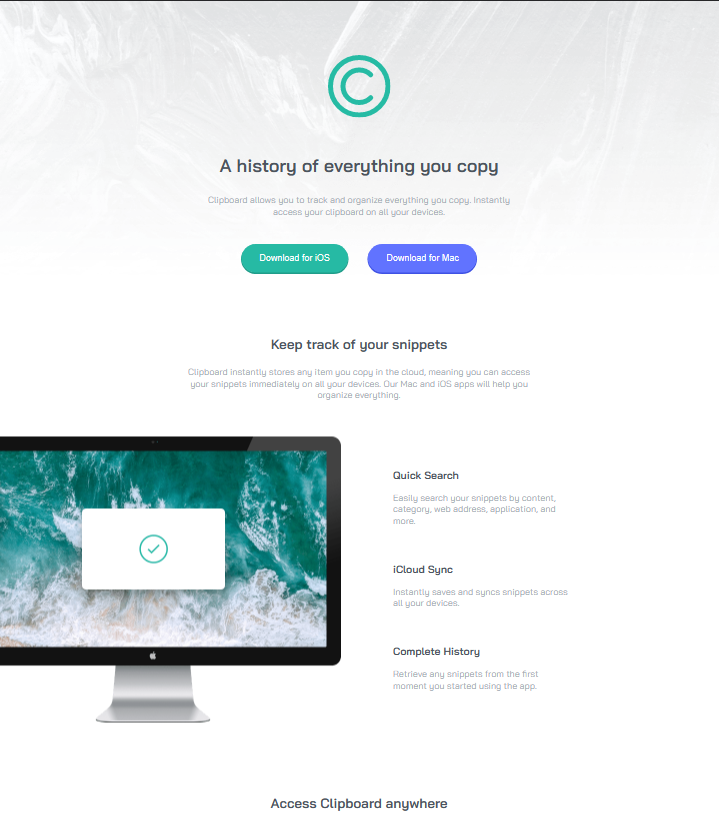 A history of everything you copy
Clipboard allows you to track and organize everything you copy. Instantly
access your clipboard on all your devices.
Download for iOS
Download for Mac
Keep track of your snippets
Clipboard instantly stores any item you copy in the cloud, meaning you can access
your snippets immediately on all your devices. Our Mac and iOS apps will help you
organize everything.
Quick Search
Easily search your snippets by content,
category, web address, application, and
more.
iCloud Sync
Instantly saves and syncs snippets across
all your devices.
Complete History
Retrieve any snippets from the first
moment you started using the app.
Access Clipboard anywhere